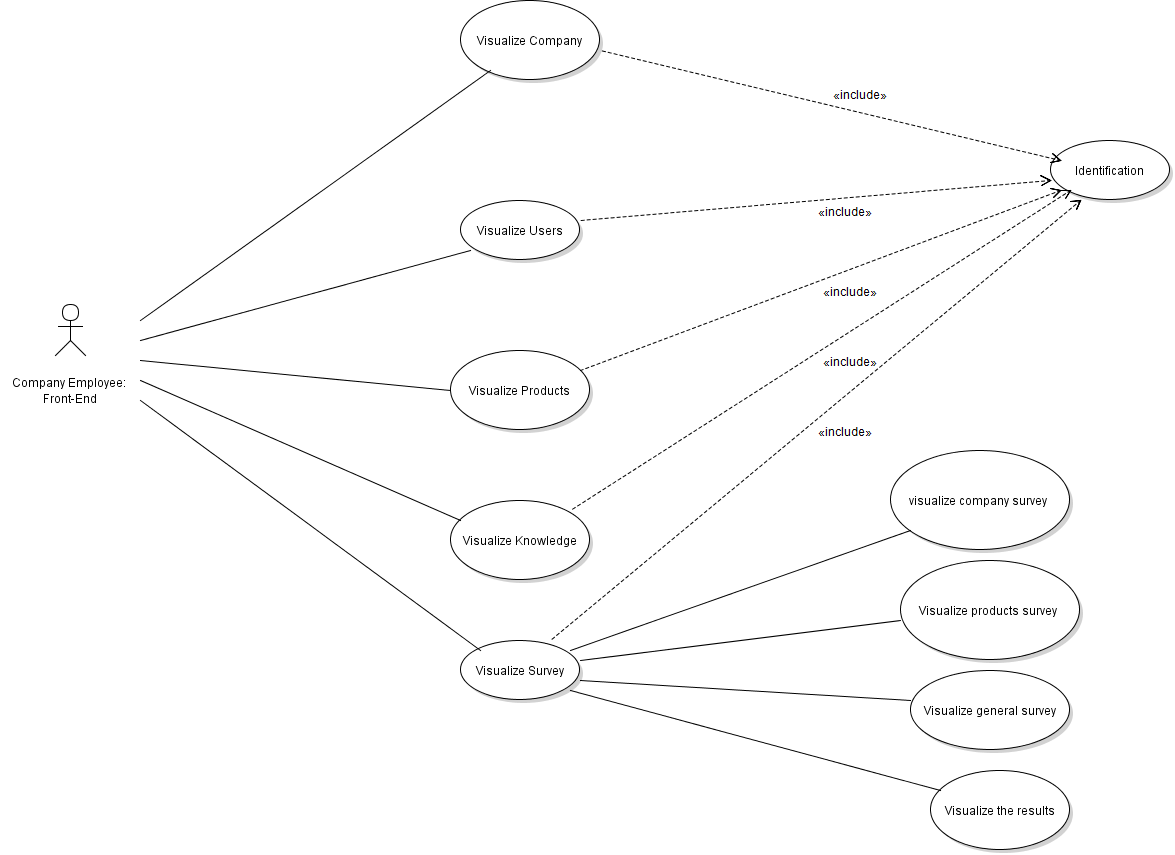 Visualize Company
«include»
Identification
«include»
Visualize Users
«include»
«include»
Company Employee:
Front-End
Visualize Products
«include»
visualize company survey
Visualize Knowledge
Visualize products survey
Visualize Survey
Visualize general survey
Visualize the results